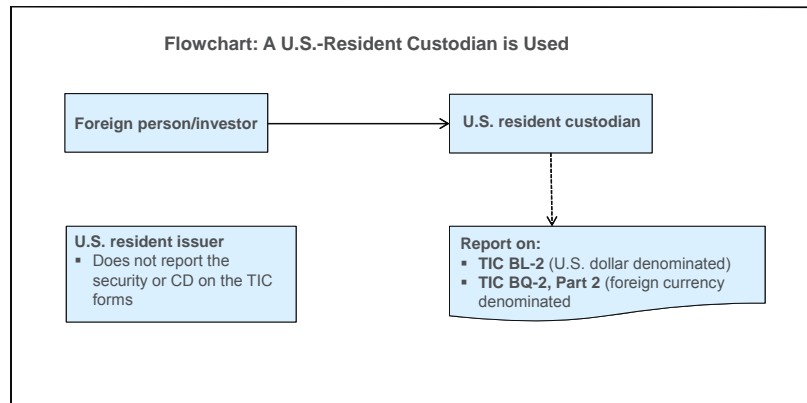 Flowchart: A U.S.-Resident Custodian is Used
Foreign person/investor
U.S. resident custodian
U.S. resident issuer
▪ Does not report the
security or CD on the TIC
forms
Report on:
▪ TIC BL-2 (U.S. dollar denominated)
▪ TIC BQ-2, Part 2 (foreign currency
denominated